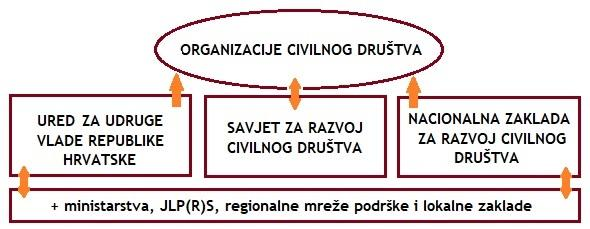 ORGANIZACIJE CIVILNOG DRUŠTVA
URED ZA UDRUGE
VLADE REPUBLIKE
HRVATSKE
SAVJET ZA RAZVOJ
CIVILNOG DRUŠTVA
NACIONALNA ZAKLADA
ZA RAZVOJ CIVILNOG
DRUŠTVA
+ ministarstva, JLP(R)S, regionalne mreže podrške i lokalne zaklade